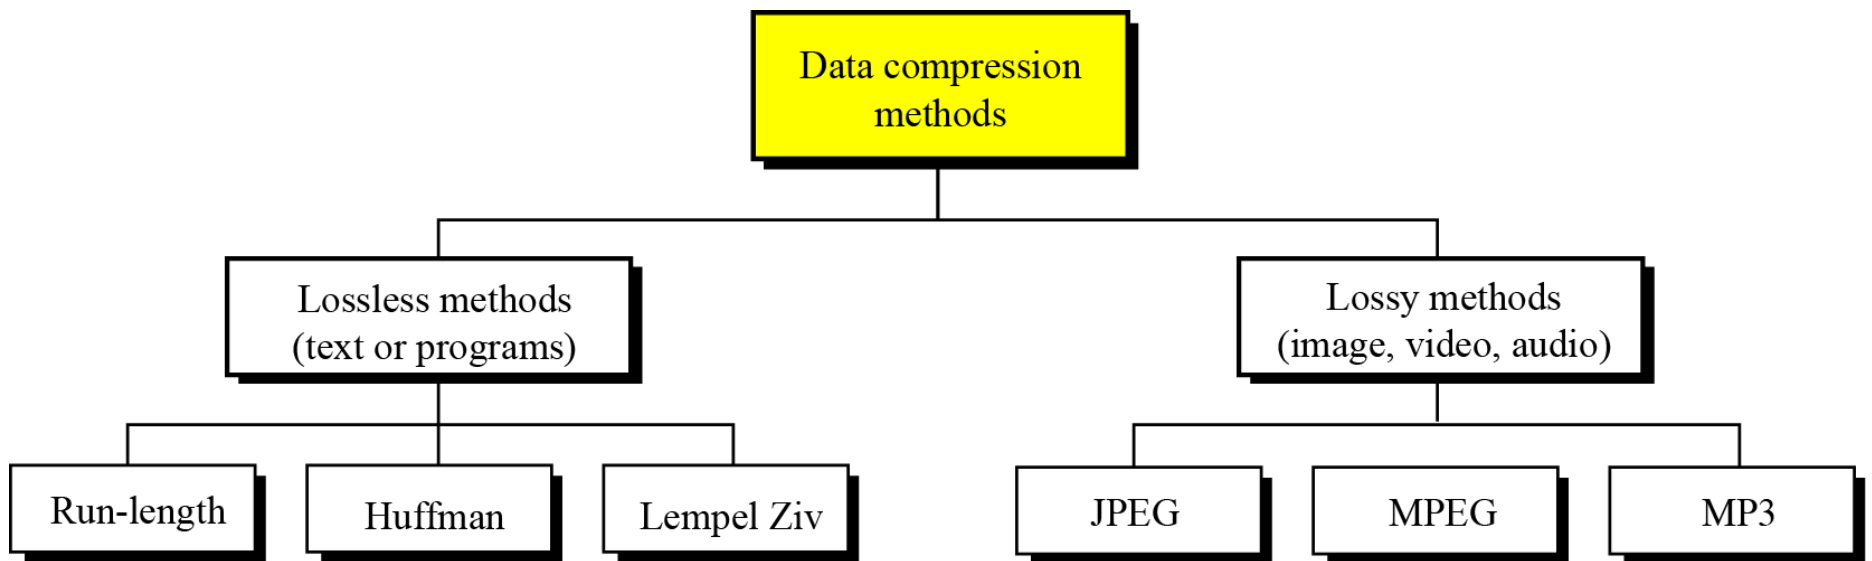 Data compression
methods
Lossless methods
(text or programs)
Lossy methods
(image, video, audio)
Run-length
Huffman
Lempel Ziv
JPEG
MPEG
MP3